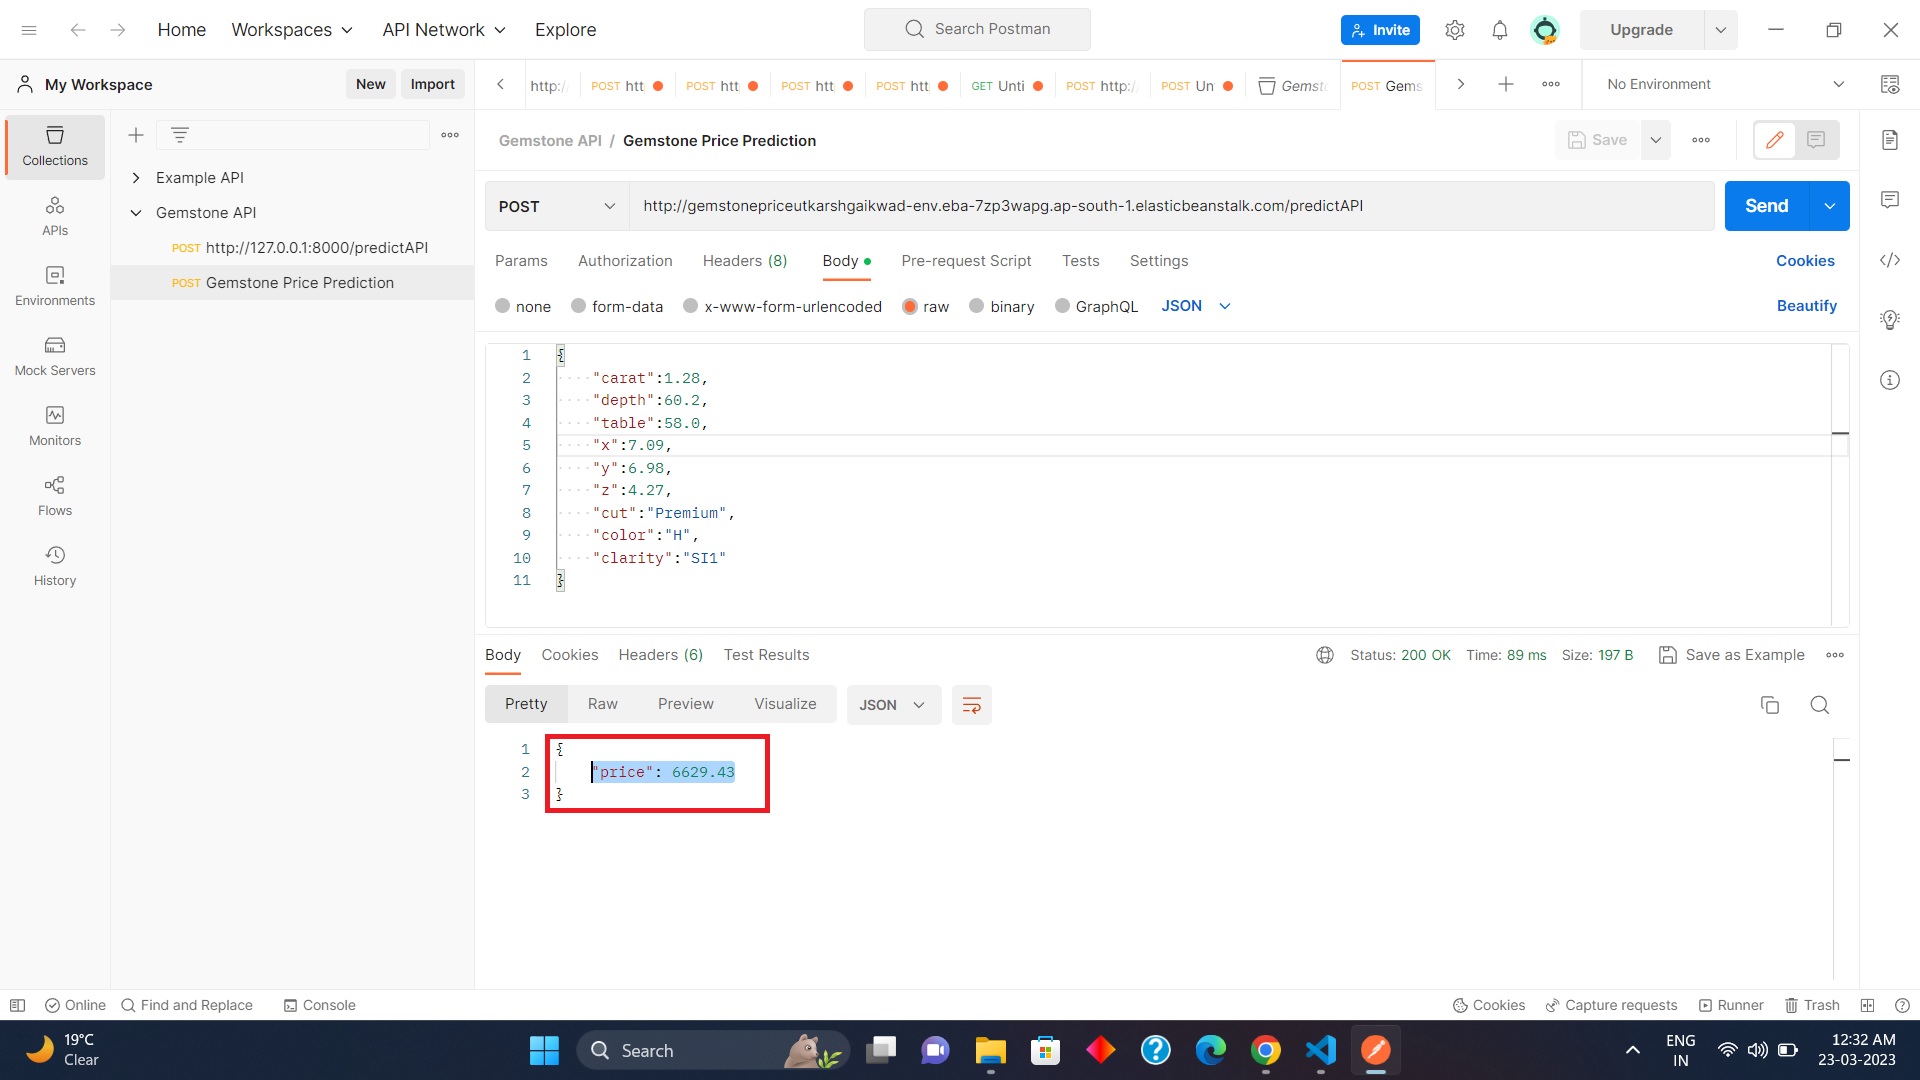 Home Workspaces API Network Explore Search Postman Invite Upgrade
My Workspace New Import http:/ POST htt POST htt POST htt POST htt GET Unti POST http:/ POST Un Gemst POST Gems No Environment
Collections
APIs
Environments
Mock Servers
Monitors
Flows
History
Example API
Gemstone API
POST http://127.0.0.1:8000/predictAPI
POST Gemstone Price Prediction
Gemstone API / Gemstone Price Prediction Save
POST http://gemstonepriceutkarshgaikwad-env.eba-7zp3wapg.ap-south-1.elasticbeanstalk.com/predictAPI Send
Params Authorization Headers (8) Body Pre-request Script Tests Settings Cookies
none form-data x-www-form-urlencoded raw binary GraphQL JSON Beautify
1 {
2 "carat":1.28,
3 "depth":60.2,
4 "table":58.0,
5 "x":7.09,
6 "y":6.98,
7 "z":4.27,
8 "cut":"Premium",
9 "color":"H",
10 "clarity":"SI1"
11 }
Body Cookies Headers (6) Test Results Status: 200 OK Time: 89 ms Size: 197 B Save as Example
Pretty Raw Preview Visualize JSON
1 {
2 "price": 6629.43
3 }
Online Find and Replace Console Cookies Capture requests Runner Trash
19°C
Clear
Search
ENG
IN
12:32 AM
23-03-2023